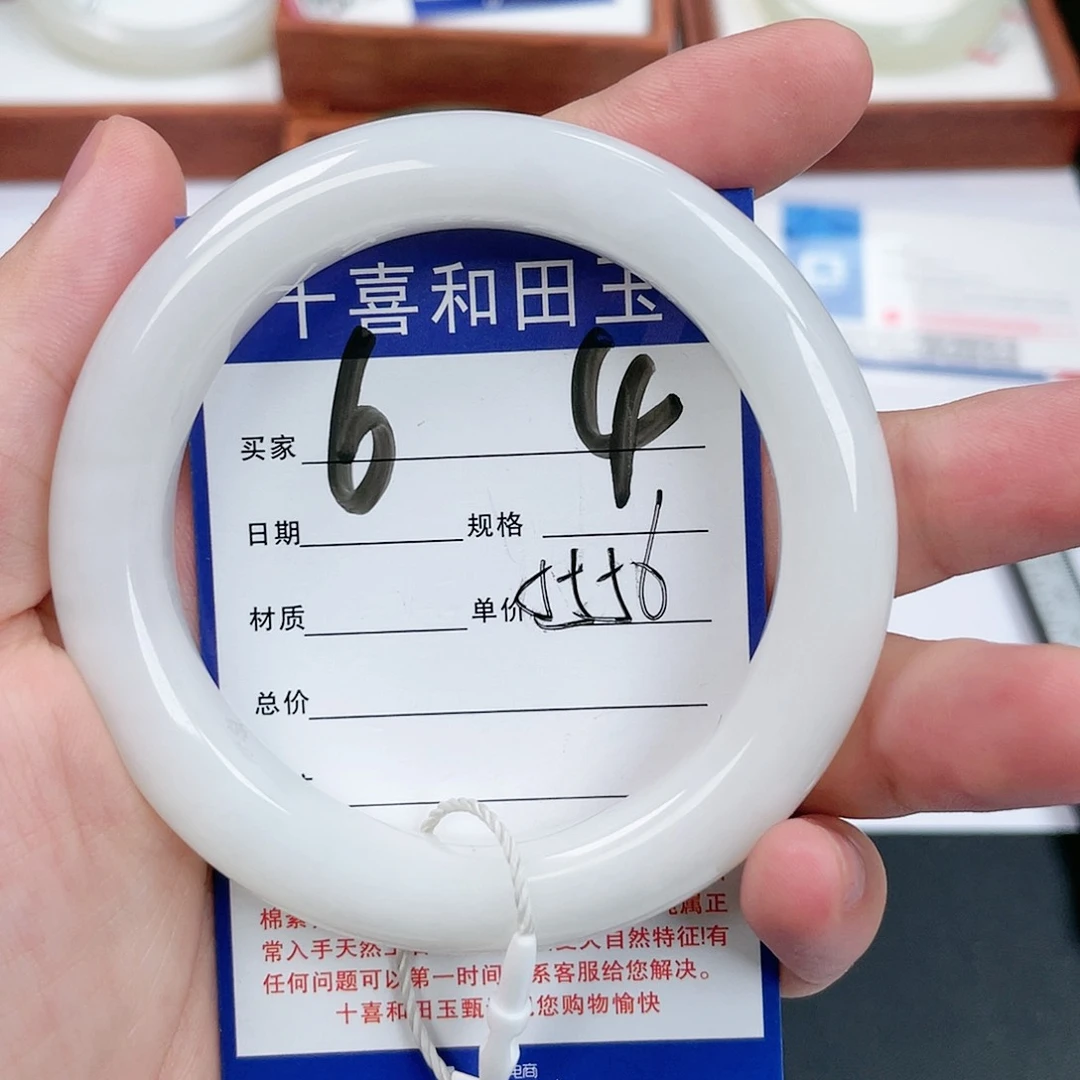 十喜和田玉
6 4
买家
日期 规格
材质 单价
总价
属正
常入手天然 大自然特征!有
任何问题可以第一时间 系客服给您解决。
十喜和田玉甄 您购物愉快
电商